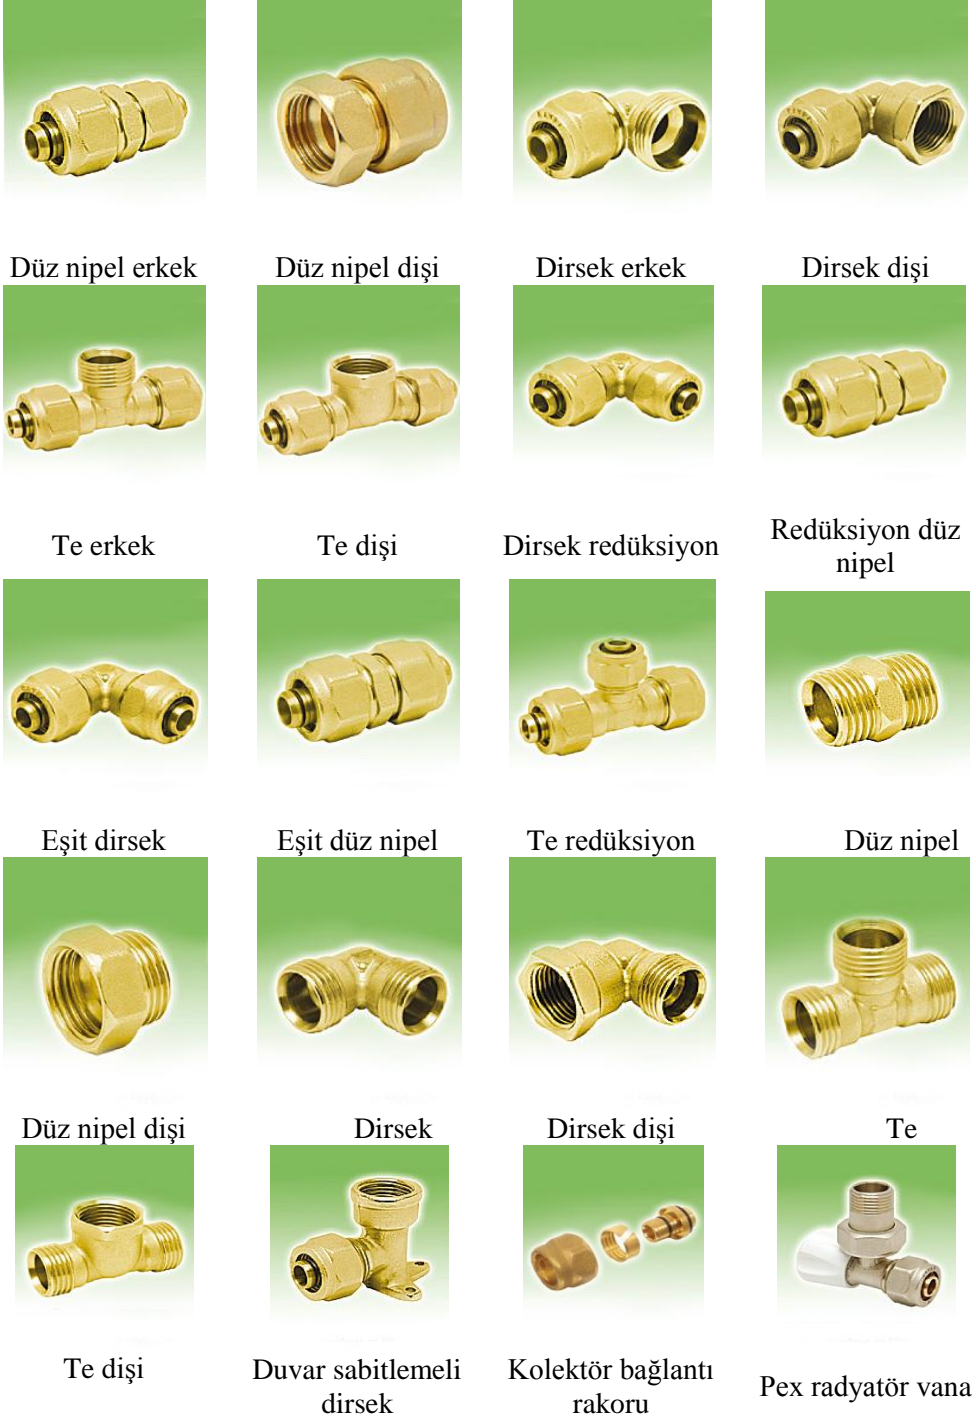 Düz nipel erkek
Düz nipel dişi
Dirsek erkek
Dirsek dişi
Te erkek
Te dişi
Dirsek redüksiyon
Redüksiyon düz
nipel
Eşit dirsek
Eşit düz nipel
Te redüksiyon
Düz nipel
Düz nipel dişi
Dirsek
Dirsek dişi
Te
Te dişi
Duvar sabitlemeli
dirsek
Kolektör bağlantı
rakoru
Pex radyatör vana